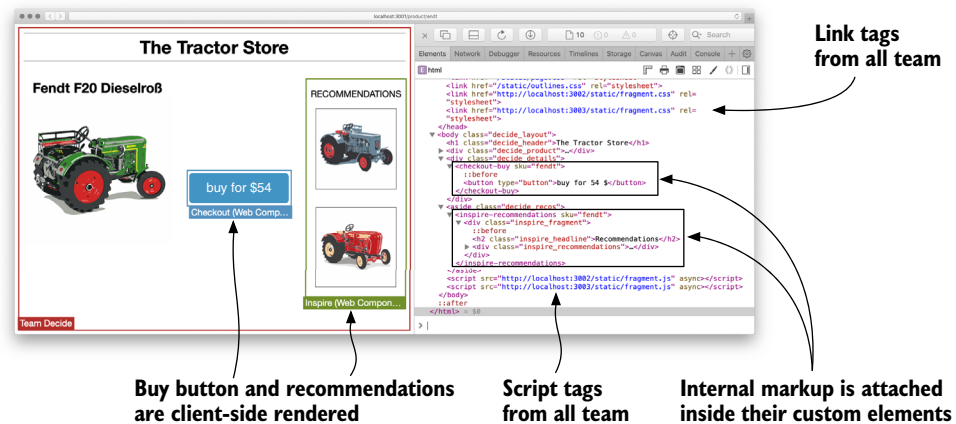 localhost:3001/product/fendt
The Tractor Store
Fendt F20 Dieselroß
buy for $54
Checkout (Web Comp...
RECOMMENDATIONS
Inspire (Web Compon...
Team Decide
10 0 0 Search
Elements Network Debugger Resources Timelines Storage Canvas Audit Console
E html
<link href="/static/outlines.css" rel="stylesheet">
<link href="http://localhost:3002/static/fragment.css" rel=
"stylesheet">
<link href="http://localhost:3003/static/fragment.css" rel=
"stylesheet">
</head>
<body class="decide_layout">
<h1 class="decide_header">The Tractor Store</h1>
<div class="decide_product">…</div>
<div class="decide_details">
<checkout-buy sku="fendt">
::before
<button type="button">buy for 54 $</button>
</checkout-buy>
</div>
<aside class="decide_recos">
<inspire-recommendations sku="fendt">
<div class="inspire_fragment">
::before
<h2 class="inspire_headline">Recommendations</h2>
<div class="inspire_recommendations">…</div>
</div>
</inspire-recommendations>
</aside>
<script src="http://localhost:3002/static/fragment.js" async></script>
<script src="http://localhost:3003/static/fragment.js" async></script>
</body>
::after
</html> = $0
>
Link tags
from all team
Buy button and recommendations
are client-side rendered
Script tags
from all team
Internal markup is attached
inside their custom elements